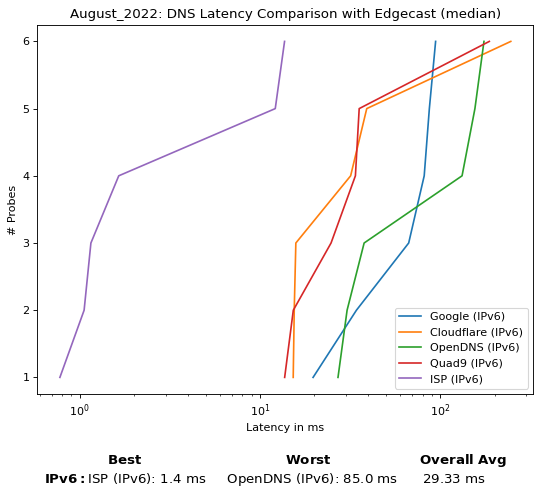 August_2022: DNS Latency Comparison with Edgecast (median)
6
5
4
3
2
1
# Probes
10⁰
10¹
10²
Latency in ms
Google (IPv6)
Cloudflare (IPv6)
OpenDNS (IPv6)
Quad9 (IPv6)
ISP (IPv6)
Best Worst Overall Avg
IPv6: ISP (IPv6): 1.4 ms OpenDNS (IPv6): 85.0 ms 29.33 ms